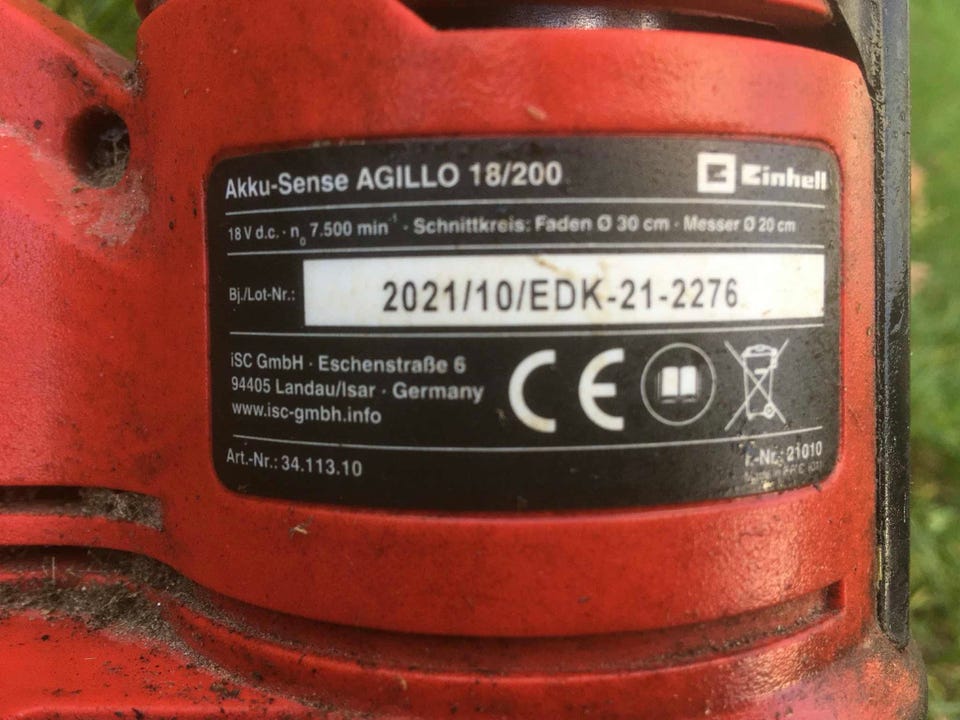 Akku-Sense AGILLO 18/200
Einhell
18 V d.c. · n₀ 7.500 min⁻¹ · Schnittkreis: Faden Ø 30 cm · Messer Ø 20 cm
Bj./Lot-Nr.: 2021/10/EDK-21-2276
iSC GmbH · Eschenstraße 6
94405 Landau/Isar · Germany
www.isc-gmbh.info
CE
Art.-Nr.: 34.113.10
I.-Nr.: 21010